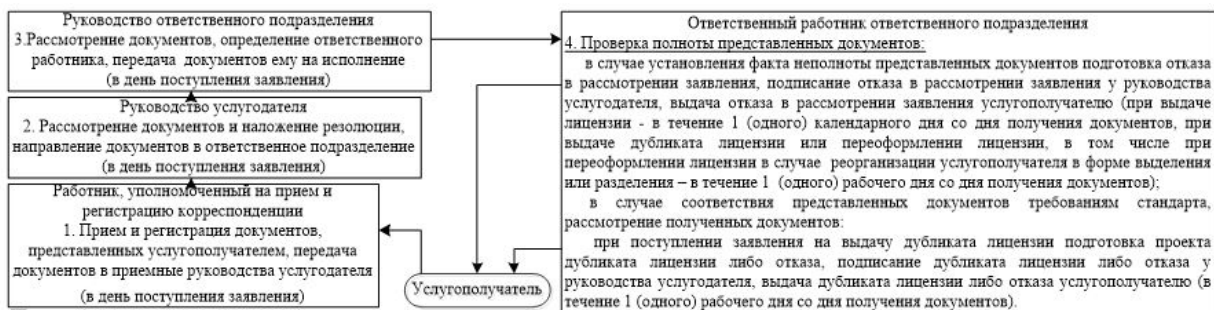 Руководство ответственного подразделения
3.Рассмотрение документов, определение ответственного
работника, передача документов ему на исполнение
(в день поступления заявления)
Руководство услугодателя
2. Рассмотрение документов и наложение резолюции,
направление документов в ответственное подразделение
(в день поступления заявления)
Работник, уполномоченный на прием и
регистрацию корреспонденции
1. Прием и регистрация документов,
представленных услугополучателем, передача
документов в приемные руководства услугодателя
(в день поступления заявления)
Услугополучатель
Ответственный работник ответственного подразделения
4. Проверка полноты представленных документов:
в случае установления факта неполноты представленных документов подготовка отказа
в рассмотрении заявления, подписание отказа в рассмотрении заявления у руководства
услугодателя, выдача отказа в рассмотрении заявления услугополучателю (при выдаче
лицензии - в течение 1 (одного) календарного дня со дня получения документов, при
выдаче дубликата лицензии или переоформлении лицензии, в том числе при
переоформлении лицензии в случае реорганизации услугополучателя в форме выделения
или разделения – в течение 1 (одного) рабочего дня со дня получения документов);
в случае соответствия представленных документов требованиям стандарта,
рассмотрение полученных документов:
при поступлении заявления на выдачу дубликата лицензии подготовка проекта
дубликата лицензии либо отказа, подписание дубликата лицензии либо отказа у
руководства услугодателя, выдача дубликата лицензии либо отказа услугополучателю (в
течение 1 (одного) рабочего дня со дня получения документов).